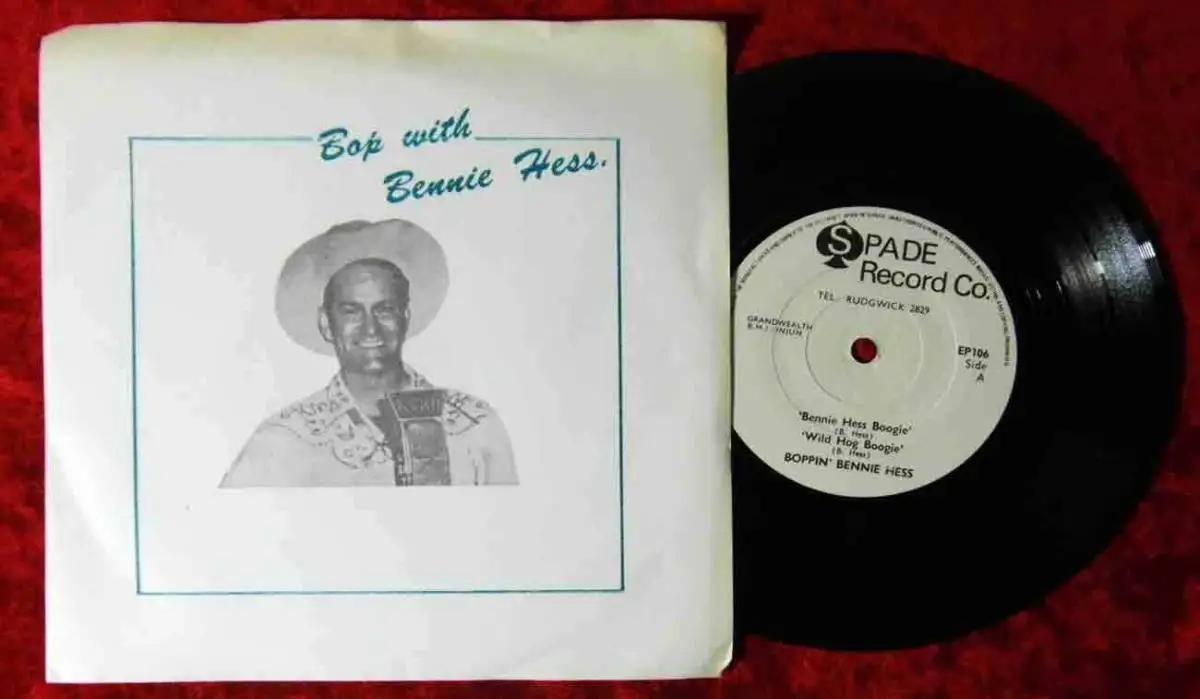 Bop with
Bennie Hess.
SPADE
Record Co.
TEL. RUDGWICK 2829
GRANDWEALTH
B.M.I.
EP106
Side
A
'Bennie Hess Boogie'
(B. Hess)
'Wild Hog Boogie'
(B. Hess)
BOPPIN' BENNIE HESS